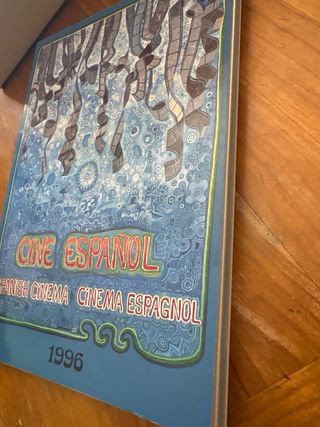 CINE ESPAÑOL
SPANISH CINEMA CINEMA ESPAGNOL
1996